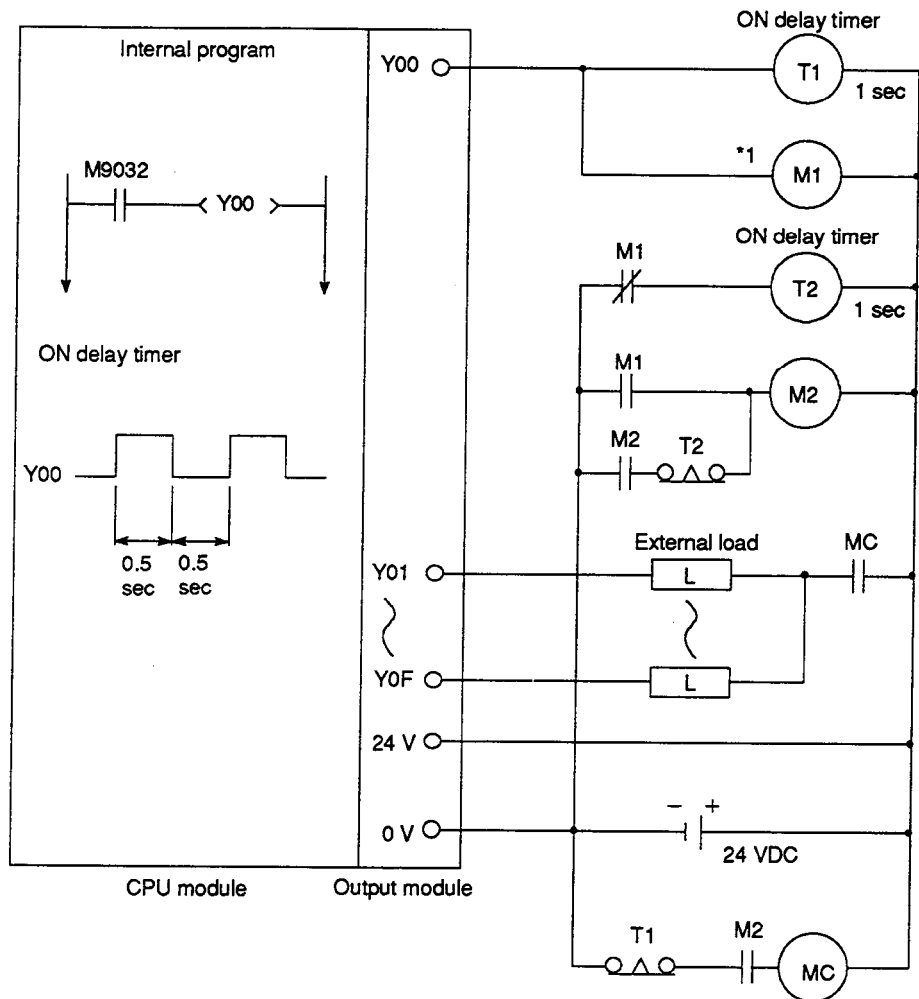 ON delay timer
Internal program
Y00
T1
1 sec
M9032
*1
M1
Y00
ON delay timer
M1
T2
1 sec
ON delay timer
M1
M2
M2
T2
Y00
0.5
sec
0.5
sec
External load
MC
Y01
L
Y0F
L
24 V
0 V
− +
24 VDC
CPU module
Output module
T1
M2
MC